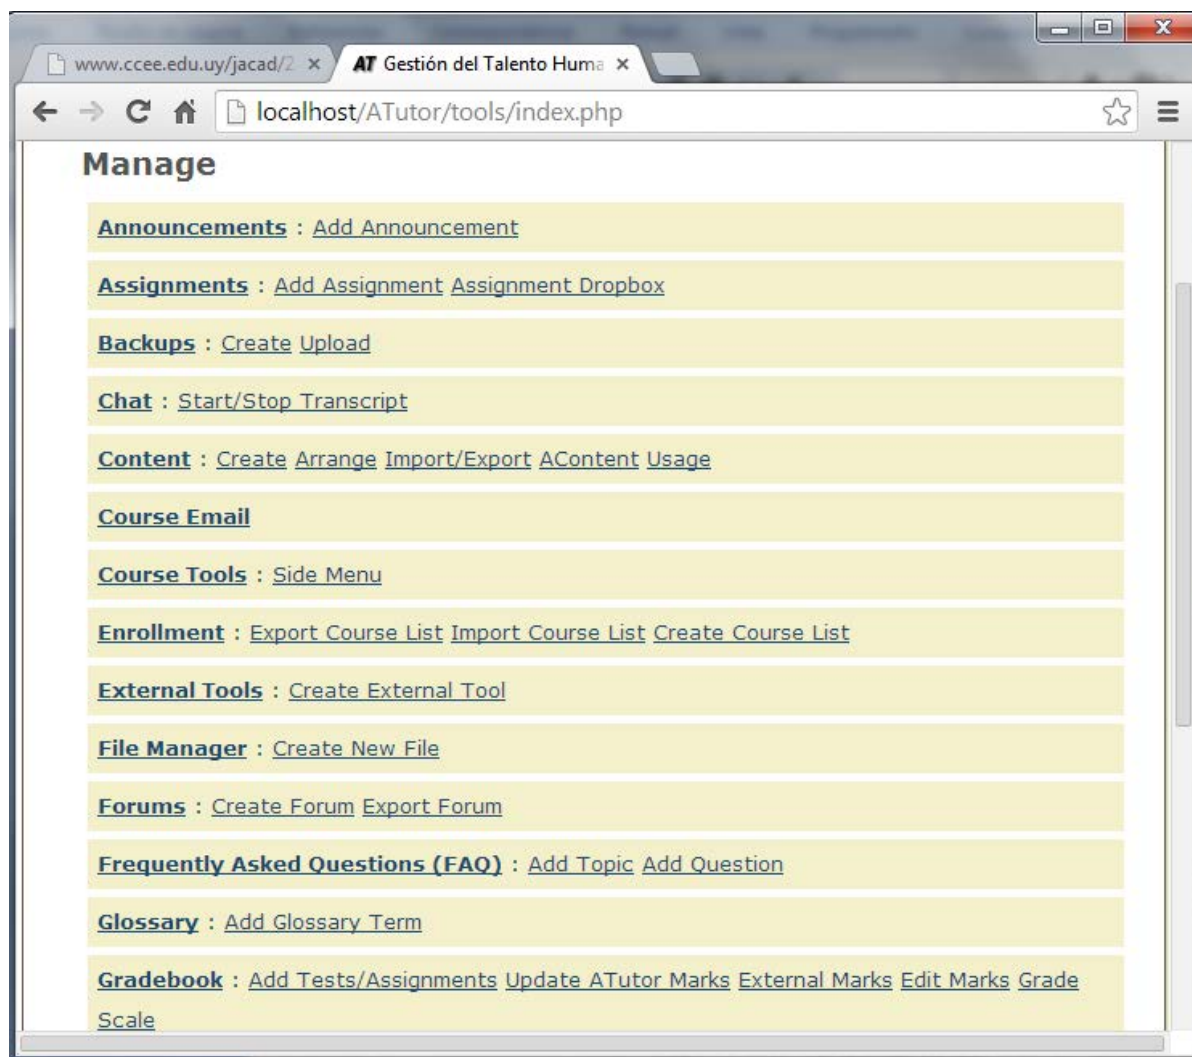 www.ccee.edu.uy/jacad/2
AT Gestión del Talento Huma
localhost/ATutor/tools/index.php
Manage
Announcements : Add Announcement
Assignments : Add Assignment Assignment Dropbox
Backups : Create Upload
Chat : Start/Stop Transcript
Content : Create Arrange Import/Export AContent Usage
Course Email
Course Tools : Side Menu
Enrollment : Export Course List Import Course List Create Course List
External Tools : Create External Tool
File Manager : Create New File
Forums : Create Forum Export Forum
Frequently Asked Questions (FAQ) : Add Topic Add Question
Glossary : Add Glossary Term
Gradebook : Add Tests/Assignments Update ATutor Marks External Marks Edit Marks Grade
Scale